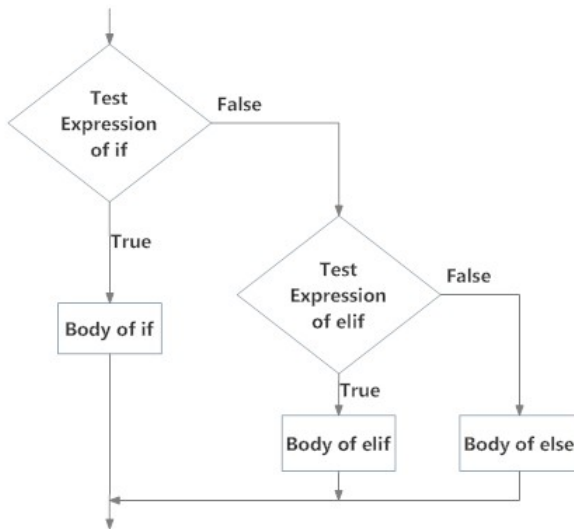 Test
Expression
of if
False
True
Test
Expression
of elif
False
Body of if
True
Body of elif
Body of else